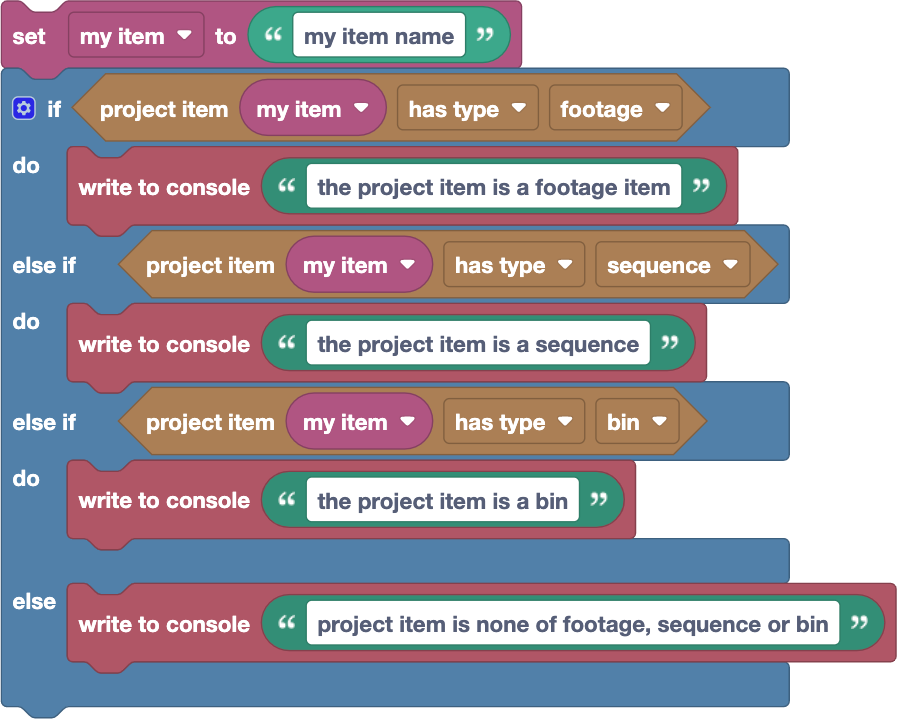 set my item to “ my item name ”
if project item my item has type footage
do
write to console “ the project item is a footage item ”
else if project item my item has type sequence
do
write to console “ the project item is a sequence ”
else if project item my item has type bin
do
write to console “ the project item is a bin ”
else
write to console “ project item is none of footage, sequence or bin ”